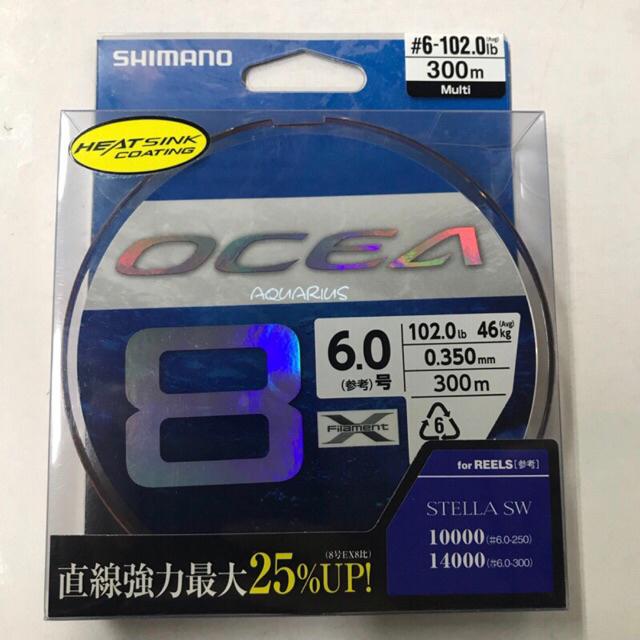 SHIMANO
#6-102.0lb (Avg)
300m
Multi
HEATSINK
COATING
OCEA
AQUARIUS
8
6.0
(参考)号
102.0lb 46kg (Avg)
0.350mm
300m
X Filament
6
for REELS[参考]
STELLA SW
10000(#6.0-250)
14000(#6.0-300)
(8号EX8比)
直線強力最大25%UP!